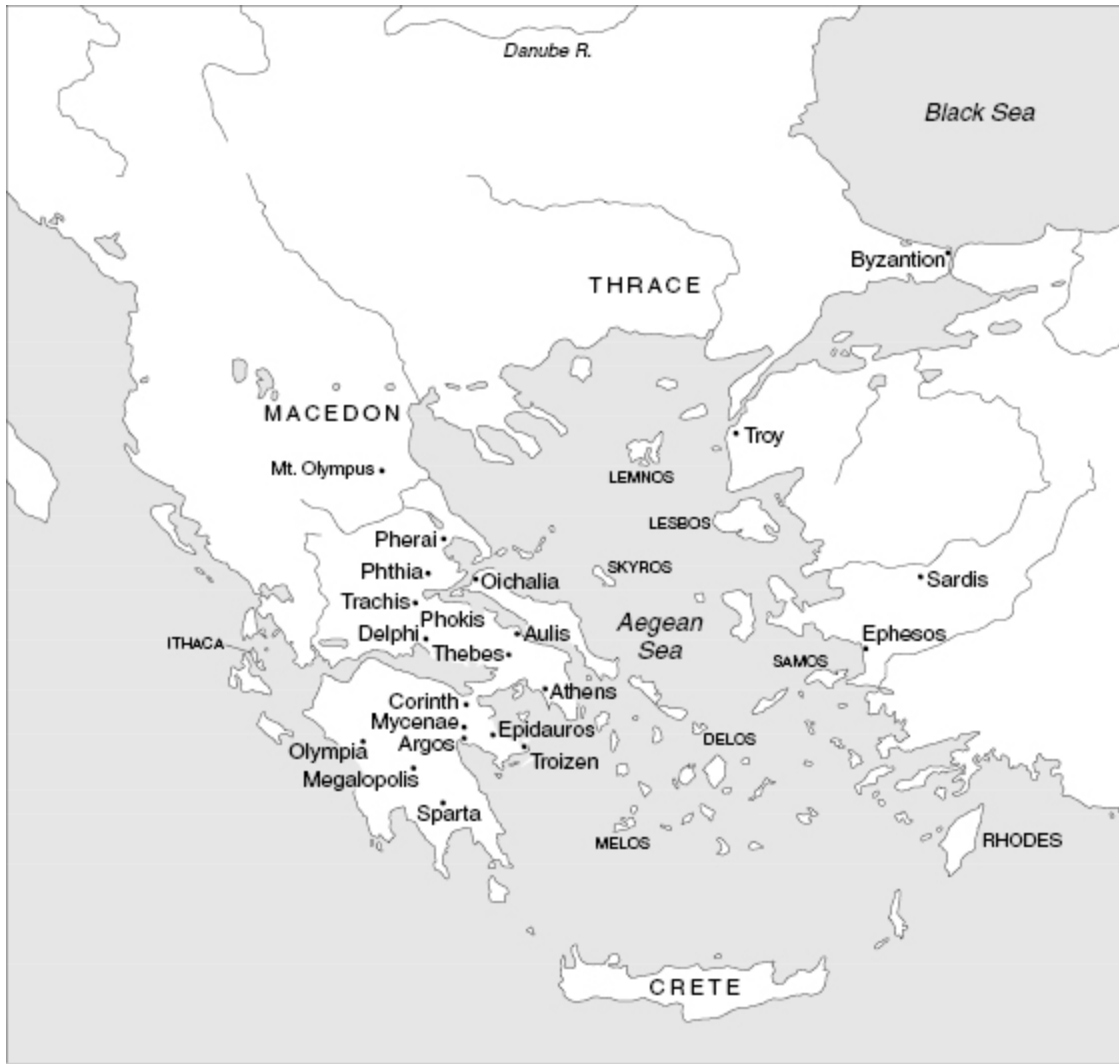 Danube R.
Black Sea
Byzantion
THRACE
MACEDON
Troy
Mt. Olympus
LEMNOS
LESBOS
Pherai
SKYROS
Phthia
Oichalia
Sardis
Trachis
Phokis
Aegean
Sea
Delphi
Aulis
Ephesos
ITHACA
Thebes
SAMOS
Athens
Corinth
Mycenae
Epidauros
DELOS
Argos
Olympia
Troizen
Megalopolis
Sparta
MELOS
RHODES
CRETE